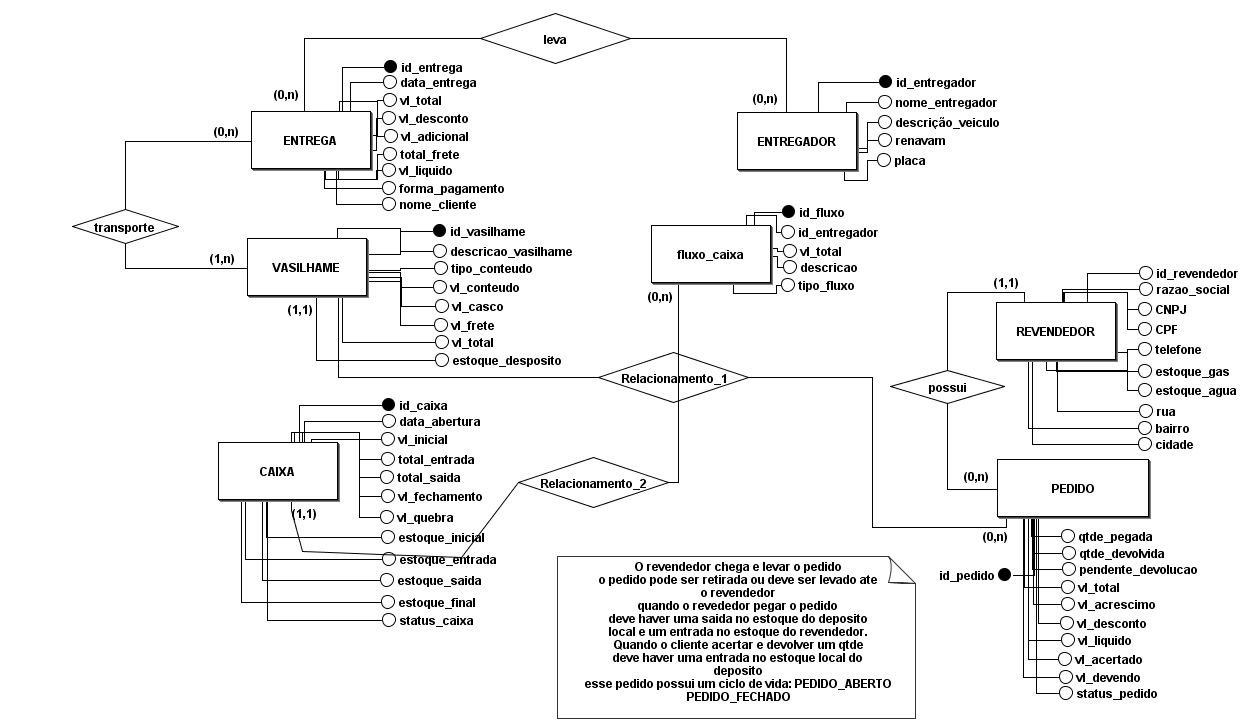 leva
(0,n)
(0,n)
ENTREGA
id_entrega
data_entrega
vl_total
vl_desconto
vl_adicional
total_frete
vl_liquido
forma_pagamento
nome_cliente
(0,n)
ENTREGADOR
id_entregador
nome_entregador
descrição_veiculo
renavam
placa
transporte
(1,n)
VASILHAME
(1,1)
id_vasilhame
descricao_vasilhame
tipo_conteudo
vl_conteudo
vl_casco
vl_frete
vl_total
estoque_desposito
fluxo_caixa
(0,n)
id_fluxo
id_entregador
vl_total
descricao
tipo_fluxo
(1,1)
REVENDEDOR
id_revendedor
razao_social
CNPJ
CPF
telefone
estoque_gas
estoque_agua
rua
bairro
cidade
Relacionamento_1
possui
CAIXA
(1,1)
id_caixa
data_abertura
vl_inicial
total_entrada
total_saida
vl_fechamento
vl_quebra
estoque_inicial
estoque_entrada
estoque_saida
estoque_final
status_caixa
Relacionamento_2
(0,n)
PEDIDO
(0,n)
id_pedido
qtde_pegada
qtde_devolvida
pendente_devolucao
vl_total
vl_acrescimo
vl_desconto
vl_liquido
vl_acertado
vl_devendo
status_pedido
O revendedor chega e levar o pedido
o pedido pode ser retirada ou deve ser levado ate
o revendedor
quando o revededor pegar o pedido
deve haver uma saida no estoque do deposito
local e um entrada no estoque do revendedor.
Quando o cliente acertar e devolver um qtde
deve haver uma entrada no estoque local do
deposito
esse pedido possui um ciclo de vida: PEDIDO_ABERTO
PEDIDO_FECHADO